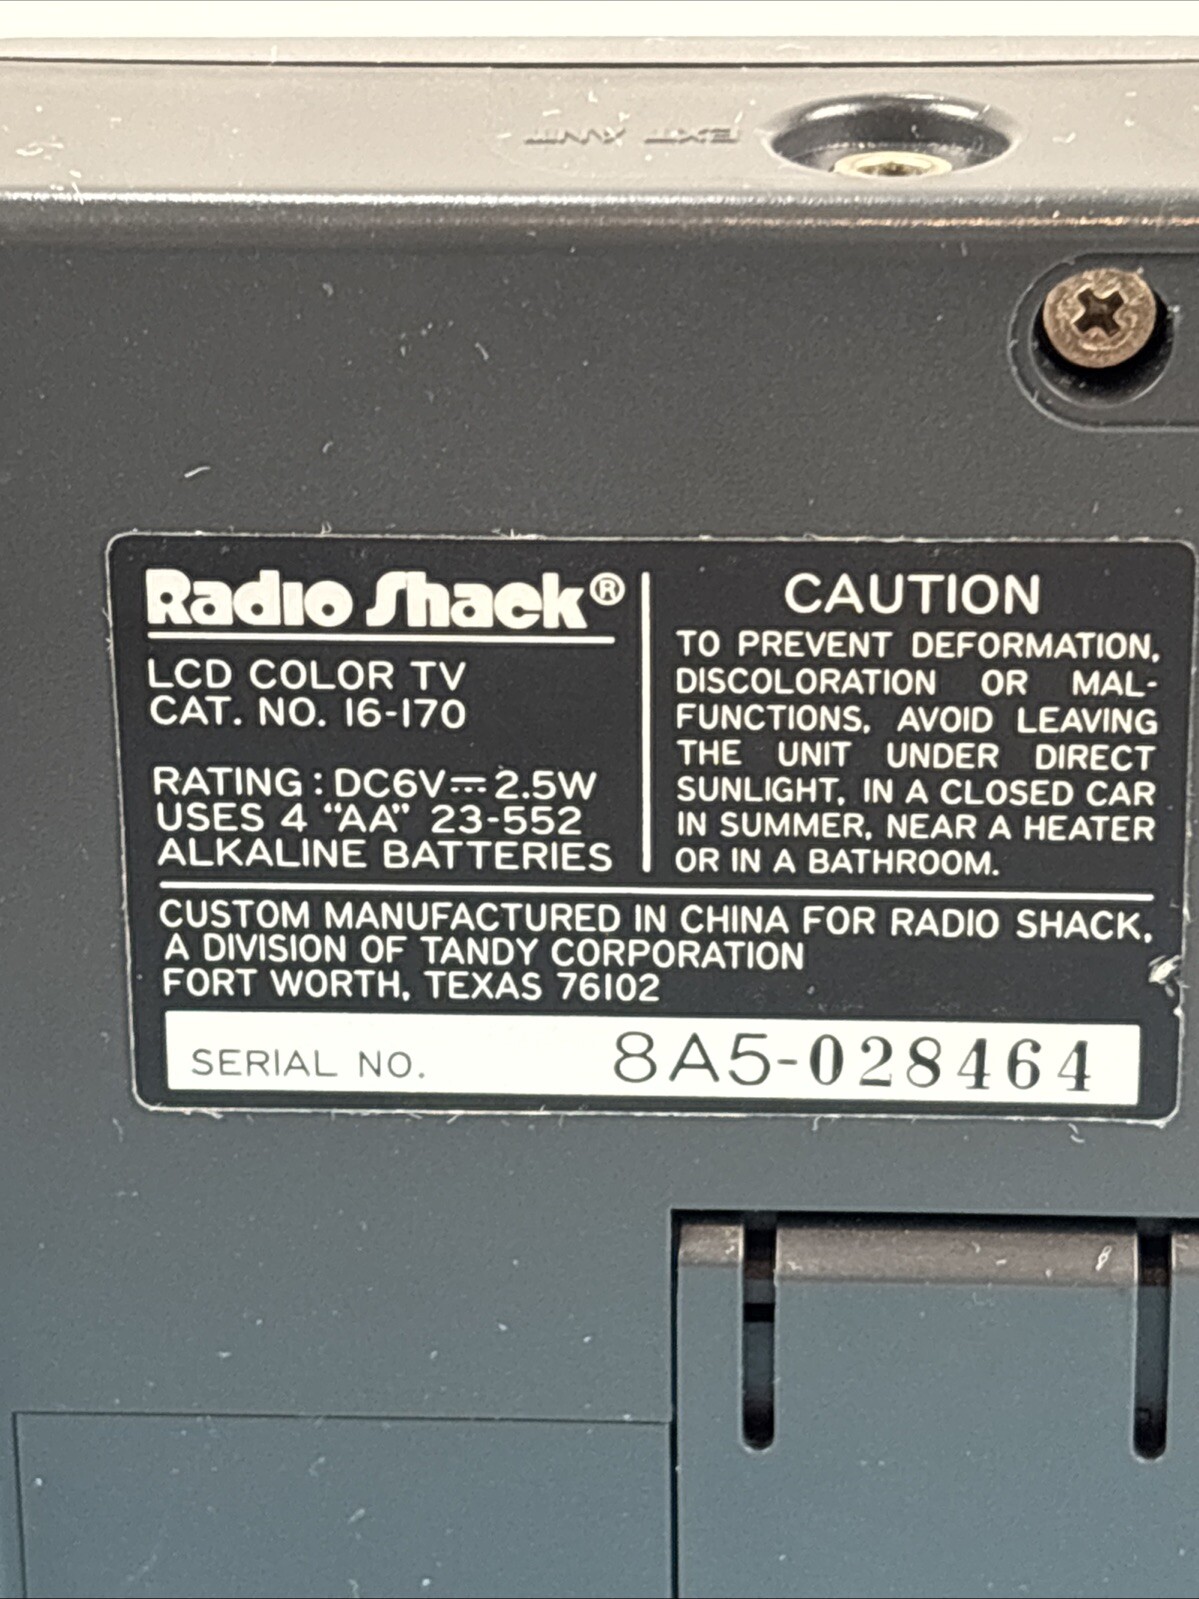 EXT ANT
Radio Shack®
LCD COLOR TV
CAT. NO. 16-170
RATING : DC6V⎓2.5W
USES 4 “AA” 23-552
ALKALINE BATTERIES
CAUTION
TO PREVENT DEFORMATION,
DISCOLORATION OR MAL-
FUNCTIONS, AVOID LEAVING
THE UNIT UNDER DIRECT
SUNLIGHT, IN A CLOSED CAR
IN SUMMER, NEAR A HEATER
OR IN A BATHROOM.
CUSTOM MANUFACTURED IN CHINA FOR RADIO SHACK,
A DIVISION OF TANDY CORPORATION
FORT WORTH, TEXAS 76102
SERIAL NO. 8A5-028464